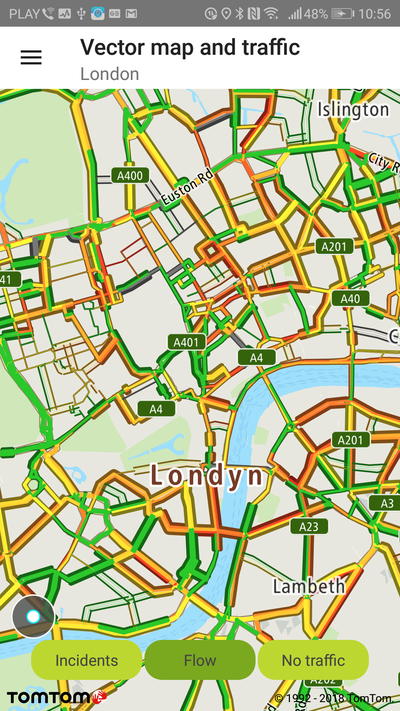 PLAY 48% 10:56
Vector map and traffic
London
Islington
City R
A400
Euston Rd
A201
41
A40
A401
A4
A4
A201
Londyn
A3
A23
Lambeth
Incidents
Flow
No traffic
TOMTOM
© 1992 - 2018 TomTom